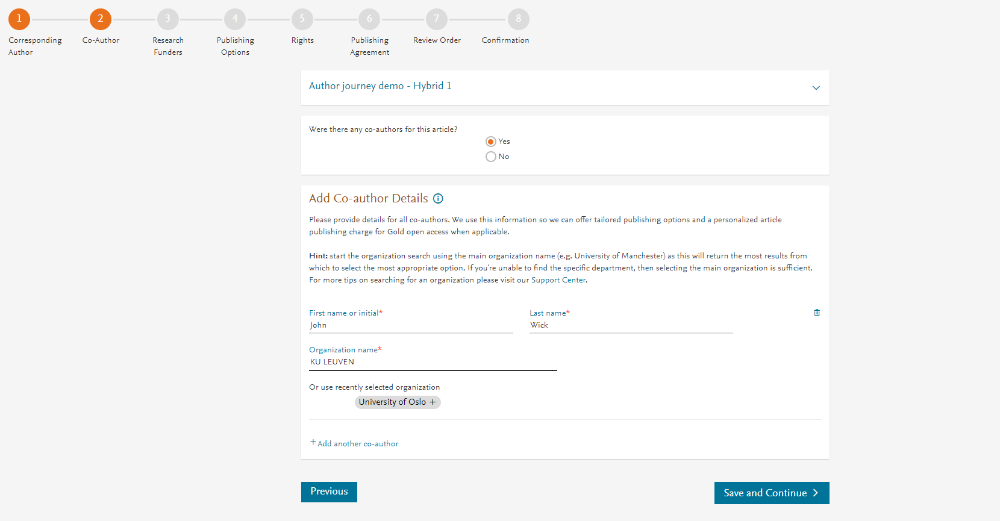 1 2 3 4 5 6 7 8
Corresponding Author
Co-Author
Research Funders
Publishing Options
Rights
Publishing Agreement
Review Order
Confirmation
Author journey demo - Hybrid 1
Were there any co-authors for this article?
Yes
No
Add Co-author Details
Please provide details for all co-authors. We use this information so we can offer tailored publishing options and a personalized article
publishing charge for Gold open access when applicable.
Hint: start the organization search using the main organization name (e.g. University of Manchester) as this will return the most results from
which to select the most appropriate option. If you're unable to find the specific department, then selecting the main organization is sufficient.
For more tips on searching for an organization please visit our Support Center.
First name or initial* Last name*
John Wick
Organization name*
KU LEUVEN
Or use recently selected organization
University of Oslo +
+ Add another co-author
Previous Save and Continue